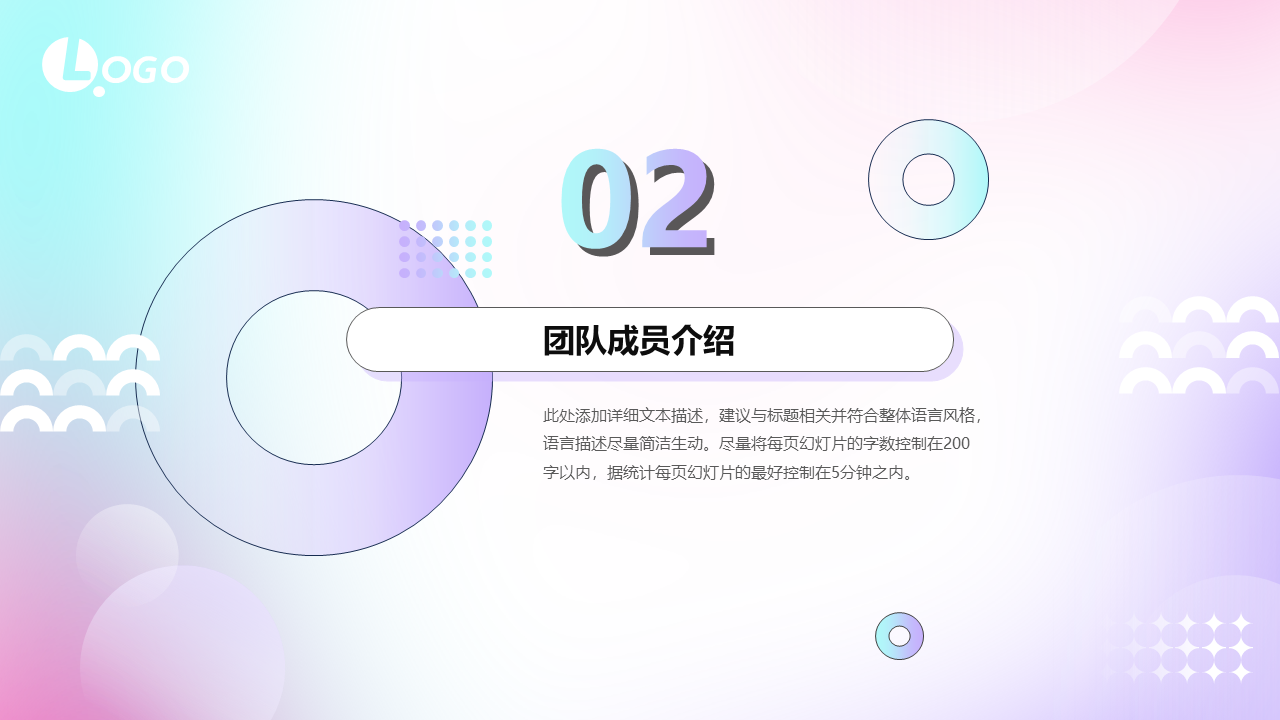 LOGO
02
团队成员介绍
此处添加详细文本描述，建议与标题相关并符合整体语言风格，
语言描述尽量简洁生动。尽量将每页幻灯片的字数控制在200
字以内，据统计每页幻灯片的最好控制在5分钟之内。